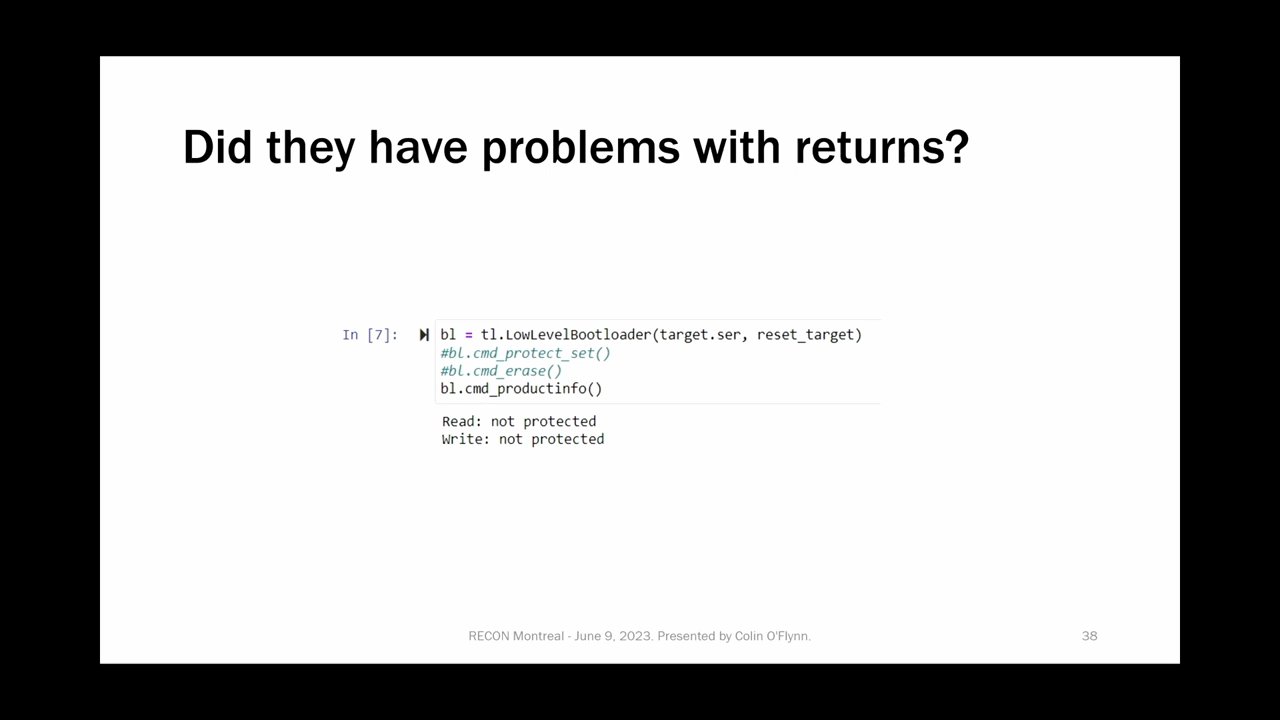 Did they have problems with returns?
In [7]:
bl = tl.LowLevelBootloader(target.ser, reset_target)
#bl.cmd_protect_set()
#bl.cmd_erase()
bl.cmd_productinfo()
Read: not protected
Write: not protected
RECON Montreal - June 9, 2023. Presented by Colin O'Flynn.
38